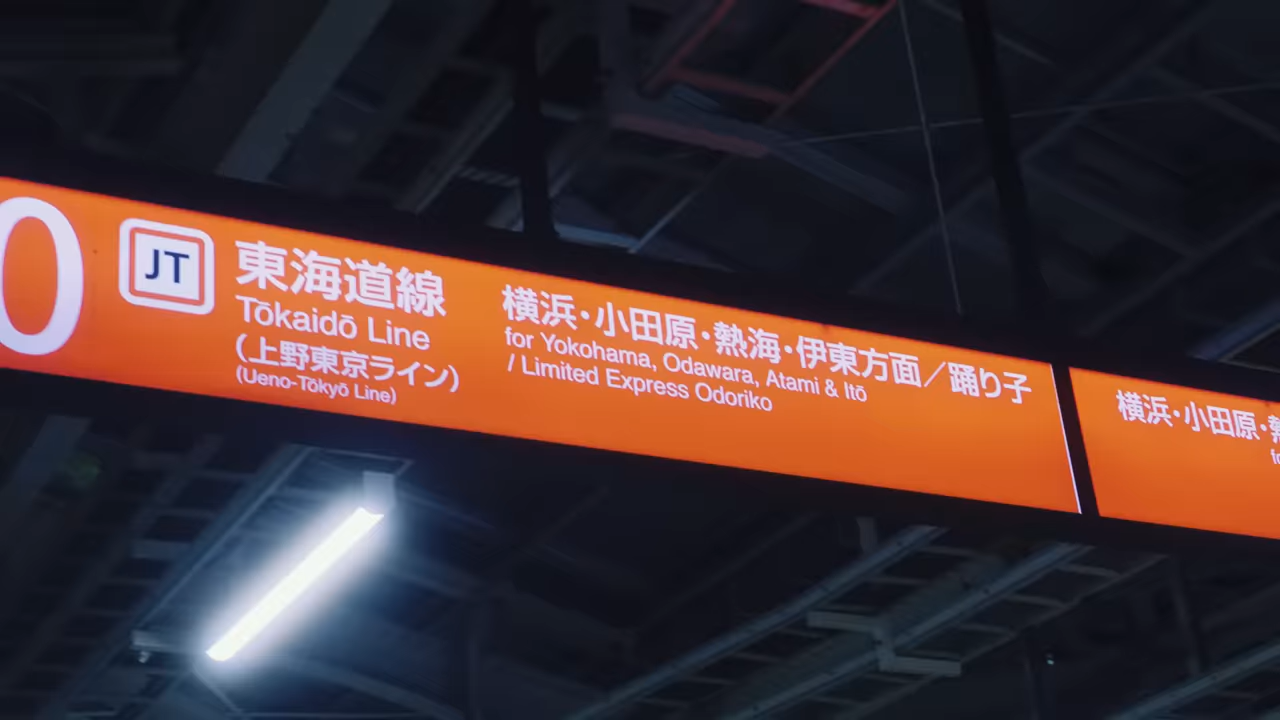 0
JT
東海道線
Tōkaidō Line
(上野東京ライン)
(Ueno-Tōkyō Line)
横浜・小田原・熱海・伊東方面／踊り子
for Yokohama, Odawara, Atami & Itō
/ Limited Express Odoriko
横浜・小田原・